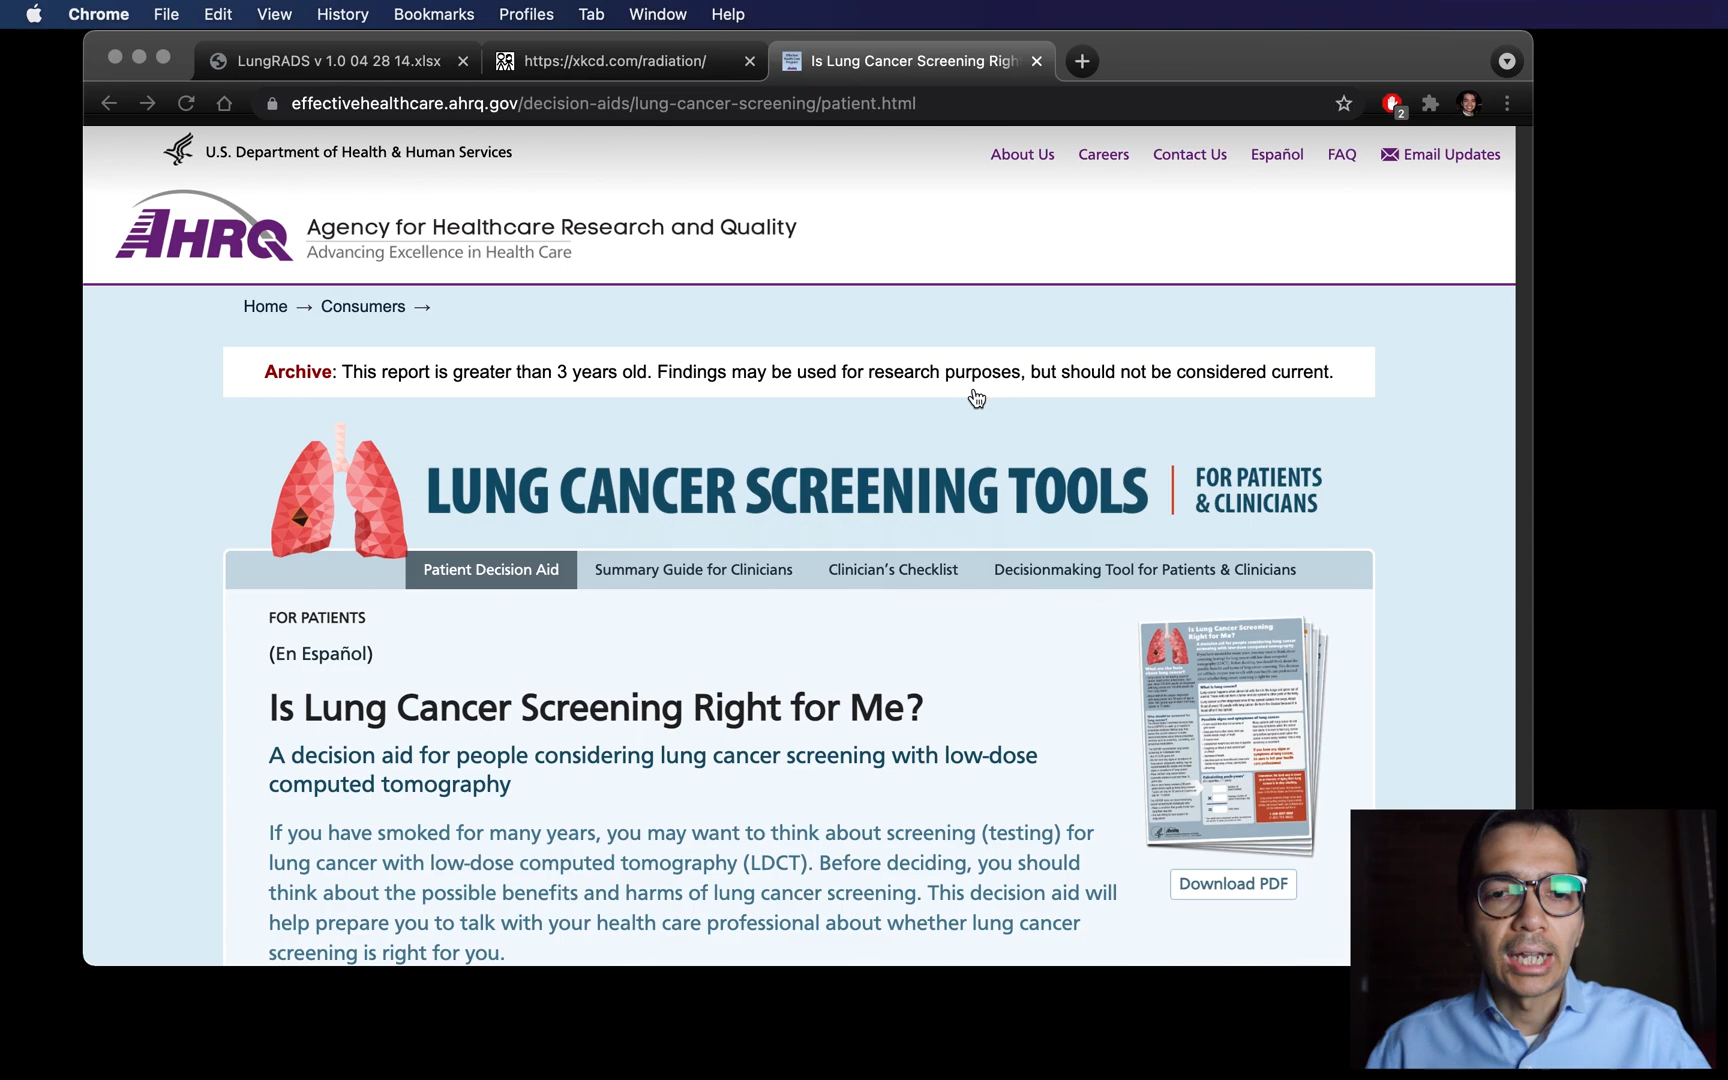 Chrome File Edit View History Bookmarks Profiles Tab Window Help
LungRADS v 1.0 04 28 14.xlsx
https://xkcd.com/radiation/
Is Lung Cancer Screening Righ
effectivehealthcare.ahrq.gov/decision-aids/lung-cancer-screening/patient.html
2
U.S. Department of Health & Human Services
About Us Careers Contact Us Español FAQ Email Updates
AHRQ
Agency for Healthcare Research and Quality
Advancing Excellence in Health Care
Home → Consumers →
Archive: This report is greater than 3 years old. Findings may be used for research purposes, but should not be considered current.
LUNG CANCER SCREENING TOOLS
FOR PATIENTS
& CLINICIANS
Patient Decision Aid Summary Guide for Clinicians Clinician's Checklist Decisionmaking Tool for Patients & Clinicians
FOR PATIENTS
(En Español)
Is Lung Cancer Screening Right for Me?
A decision aid for people considering lung cancer screening with low-dose
computed tomography
If you have smoked for many years, you may want to think about screening (testing) for
lung cancer with low-dose computed tomography (LDCT). Before deciding, you should
think about the possible benefits and harms of lung cancer screening. This decision aid will
help prepare you to talk with your health care professional about whether lung cancer
screening is right for you.
Is Lung Cancer Screening
Right for Me?
Download PDF